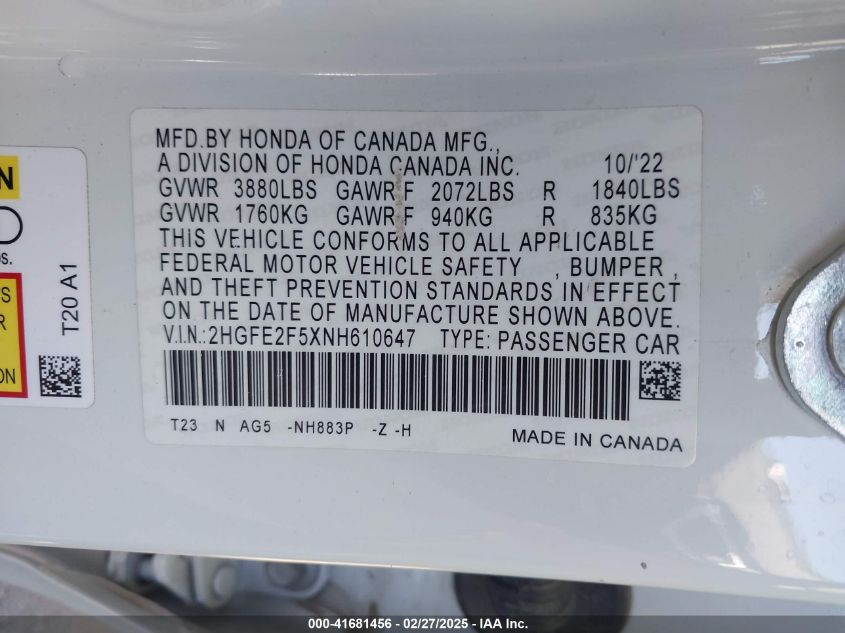 MFD.BY HONDA OF CANADA MFG.,
A DIVISION OF HONDA CANADA INC. 10/'22
GVWR 3880LBS GAWR F 2072LBS R 1840LBS
GVWR 1760KG GAWR F 940KG R 835KG
THIS VEHICLE CONFORMS TO ALL APPLICABLE
FEDERAL MOTOR VEHICLE SAFETY , BUMPER ,
AND THEFT PREVENTION STANDARDS IN EFFECT
ON THE DATE OF MANUFACTURE SHOWN ABOVE.
V.I.N.:2HGFE2F5XNH610647 TYPE: PASSENGER CAR
T23 N AG5 -NH883P -Z -H MADE IN CANADA
T20 A1
000-41681456 - 02/27/2025 - IAA Inc.